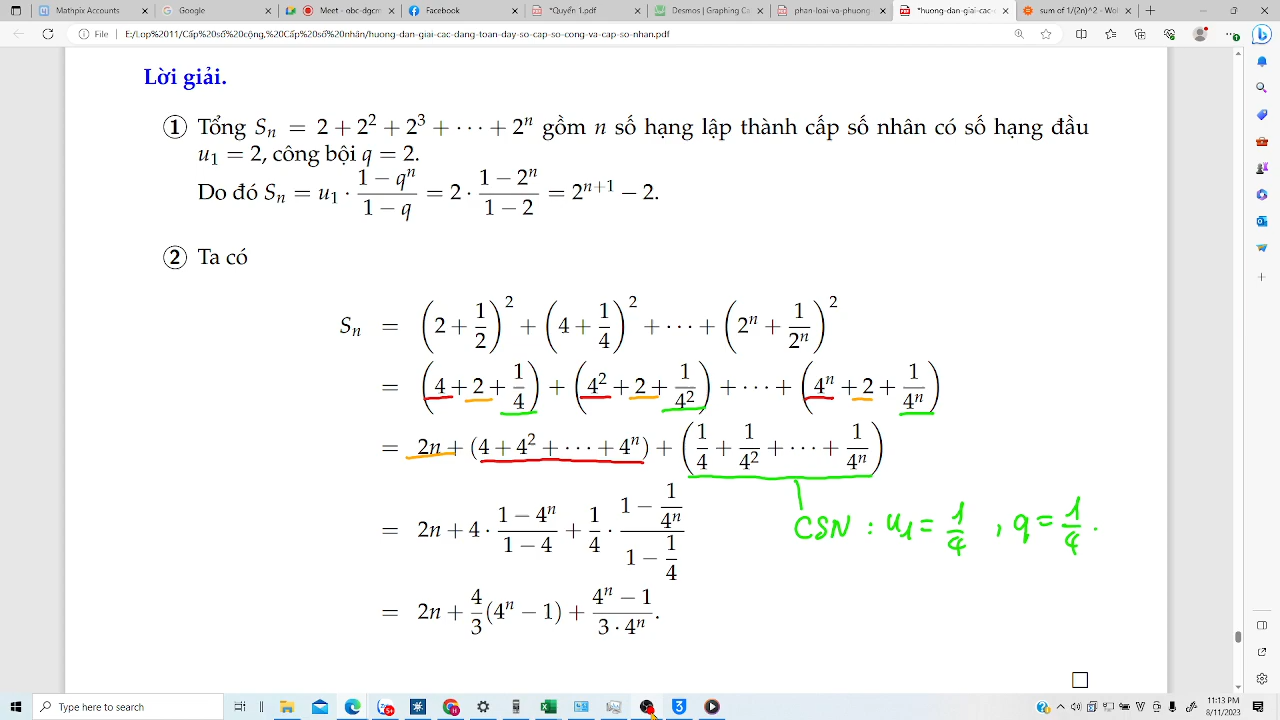 Mapbix Accounts
Google
Meet - obc-dgcm
Facebook
*Quyển 1.pdf
Desmos | Graphing C
phan-loai-va-phuong
*huong-dan-giai-cac-
sum of 1/(2n)^2 - Wol
File
E:/Lop%2011/Cấp%20số%20cộng,%20Cấp%20số%20nhân/huong-dan-giai-cac-dang-toan-day-so-cap-so-cong-va-cap-so-nhan.pdf
Lời giải.
① Tổng Sₙ = 2 + 2² + 2³ + ··· + 2ⁿ gồm n số hạng lập thành cấp số nhân có số hạng đầu
u₁ = 2, công bội q = 2.
Do đó Sₙ = u₁ · (1 − qⁿ)/(1 − q) = 2 · (1 − 2ⁿ)/(1 − 2) = 2ⁿ⁺¹ − 2.
② Ta có
Sₙ = (2 + 1/2)² + (4 + 1/4)² + ··· + (2ⁿ + 1/2ⁿ)²
= (4 + 2 + 1/4) + (4² + 2 + 1/4²) + ··· + (4ⁿ + 2 + 1/4ⁿ)
= 2n + (4 + 4² + ··· + 4ⁿ) + (1/4 + 1/4² + ··· + 1/4ⁿ)
= 2n + 4 · (1 − 4ⁿ)/(1 − 4) + 1/4 · (1 − 1/4ⁿ)/(1 − 1/4)
CSN : u₁ = 1/4 , q = 1/4 .
= 2n + 4/3(4ⁿ − 1) + (4ⁿ − 1)/(3 · 4ⁿ).
Type here to search
11:13 PM
8/11/2023